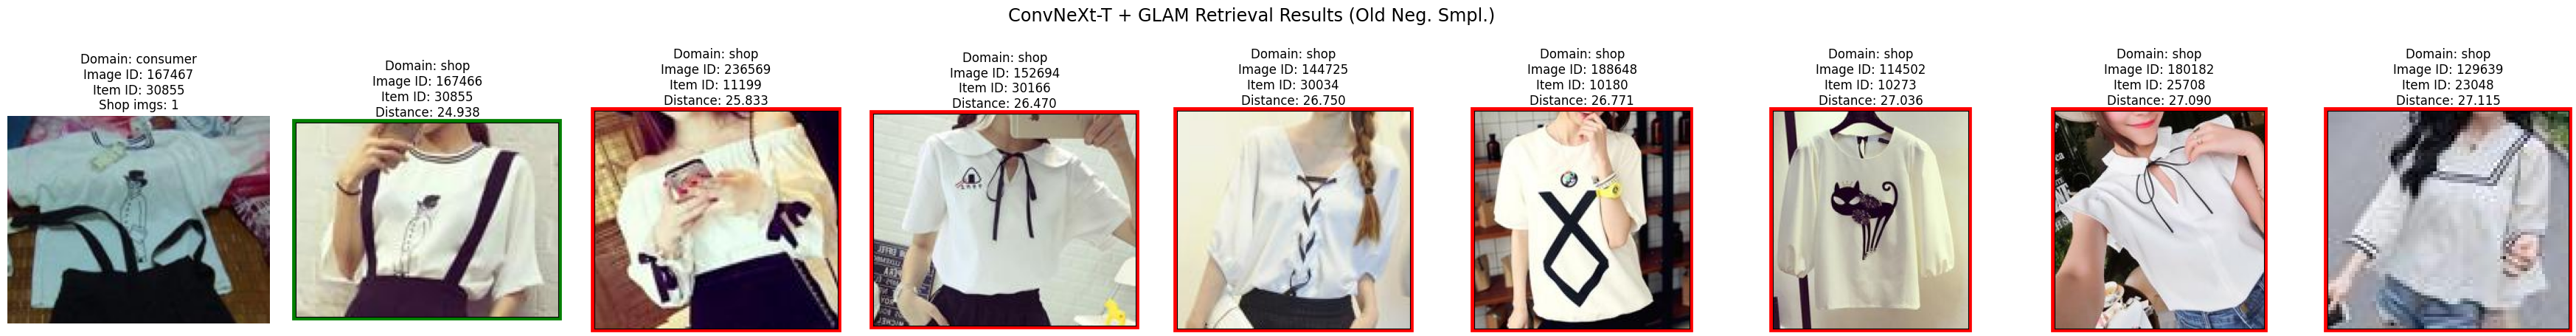 ConvNeXt-T + GLAM Retrieval Results (Old Neg. Smpl.)
Domain: consumer
Image ID: 167467
Item ID: 30855
Shop imgs: 1
Domain: shop
Image ID: 167466
Item ID: 30855
Distance: 24.938
Domain: shop
Image ID: 236569
Item ID: 11199
Distance: 25.833
Domain: shop
Image ID: 152694
Item ID: 30166
Distance: 26.470
Domain: shop
Image ID: 144725
Item ID: 30034
Distance: 26.750
Domain: shop
Image ID: 188648
Item ID: 10180
Distance: 26.771
Domain: shop
Image ID: 114502
Item ID: 10273
Distance: 27.036
Domain: shop
Image ID: 180182
Item ID: 25708
Distance: 27.090
Domain: shop
Image ID: 129639
Item ID: 23048
Distance: 27.115